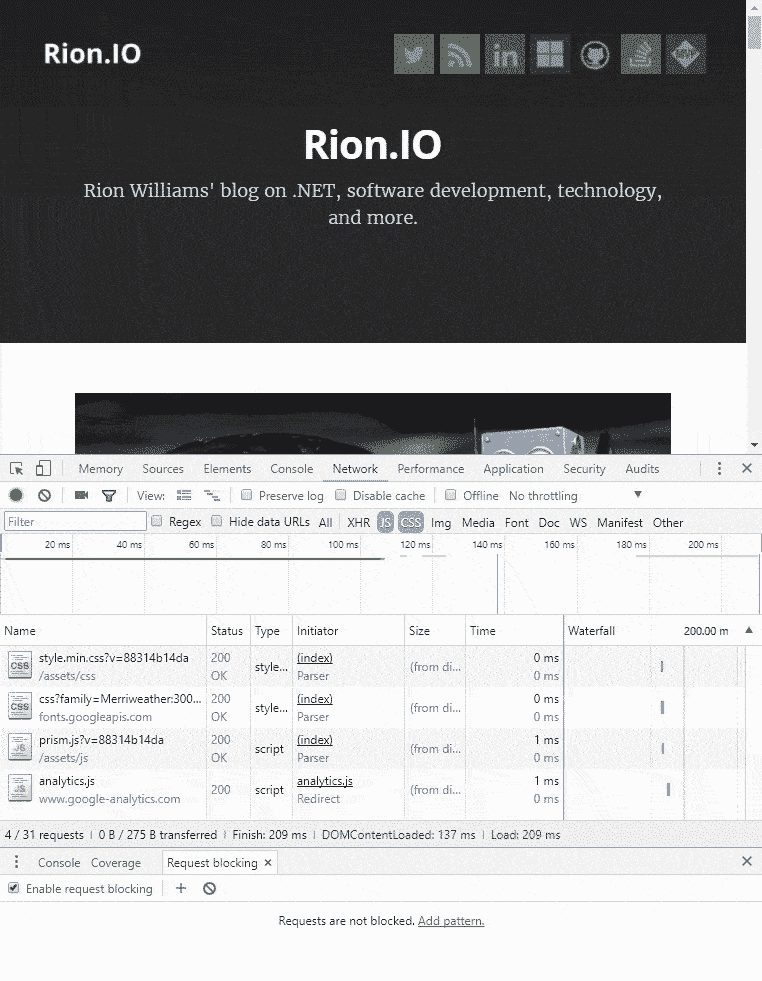 Rion.IO
in
Rion.IO
Rion Williams' blog on .NET, software development, technology,
and more.
Memory Sources Elements Console Network Performance Application Security Audits
View: Preserve log Disable cache Offline No throttling
Filter Regex Hide data URLs All XHR JS CSS Img Media Font Doc WS Manifest Other
20 ms 40 ms 60 ms 80 ms 100 ms 120 ms 140 ms 160 ms 180 ms 200 ms
Name Status Type Initiator Size Time Waterfall 200.00 m
style.min.css?v=88314b14da 200 style... (index) (from di... 0 ms
/assets/css OK Parser 0 ms
css?family=Merriweather:300... 200 style... (index) (from di... 0 ms
fonts.googleapis.com OK Parser 0 ms
prism.js?v=88314b14da 200 script (index) (from di... 1 ms
/assets/js OK Parser 0 ms
analytics.js 200 script analytics.js (from di... 1 ms
www.google-analytics.com Redirect 0 ms
4 / 31 requests | 0 B / 275 B transferred | Finish: 209 ms | DOMContentLoaded: 137 ms | Load: 209 ms
Console Coverage Request blocking ×
Enable request blocking
Requests are not blocked. Add pattern.